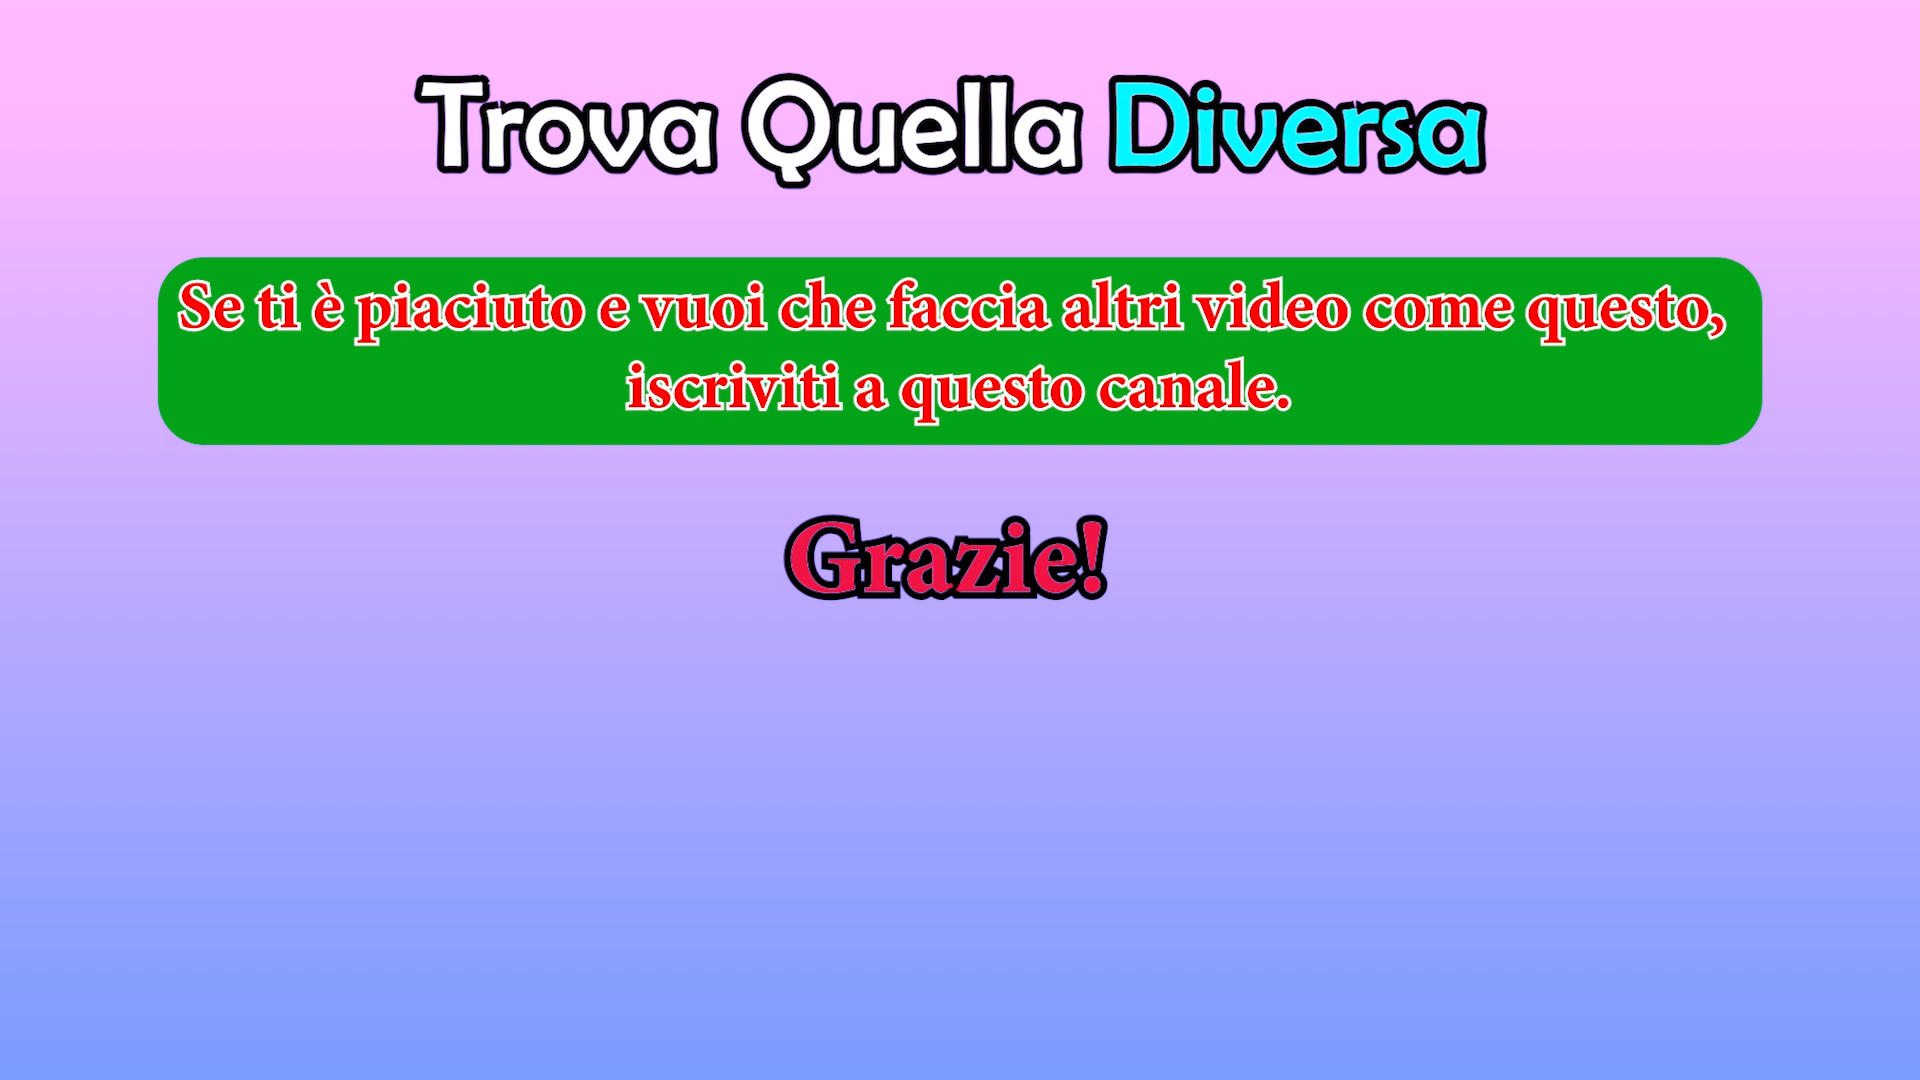 Trova Quella Diversa
Se ti è piaciuto e vuoi che faccia altri video come questo,
iscriviti a questo canale.
Grazie!